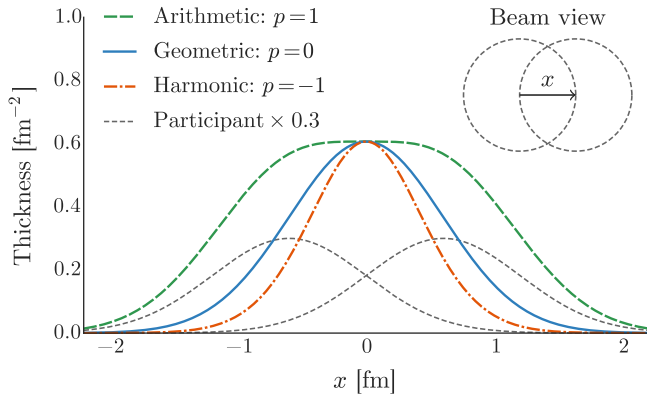 Arithmetic: p=1
Geometric: p=0
Harmonic: p=−1
Participant × 0.3
Beam view
x
Thickness [fm⁻²]
1.0
0.8
0.6
0.4
0.2
0.0
−2
−1
0
1
2
x [fm]